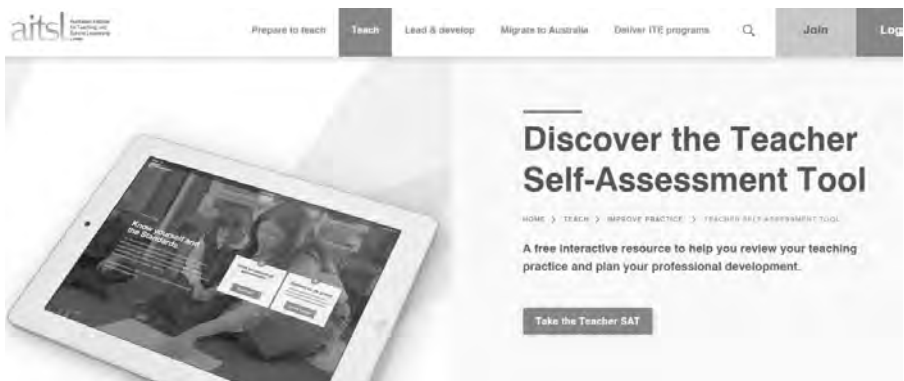 aitsl
Australian Institute
for Teaching and
School Leadership
Prepare to teach
Teach
Lead & develop
Migrate to Australia
Deliver ITE programs
Join
Log
Discover the Teacher
Self-Assessment Tool
HOME > TEACH > IMPROVE PRACTICE > TEACHER SELF-ASSESSMENT TOOL
A free interactive resource to help you review your teaching
practice and plan your professional development.
Take the Teacher SAT
Know yourself and
the Standards